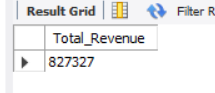 Result Grid Filter R
Total_Revenue
827327